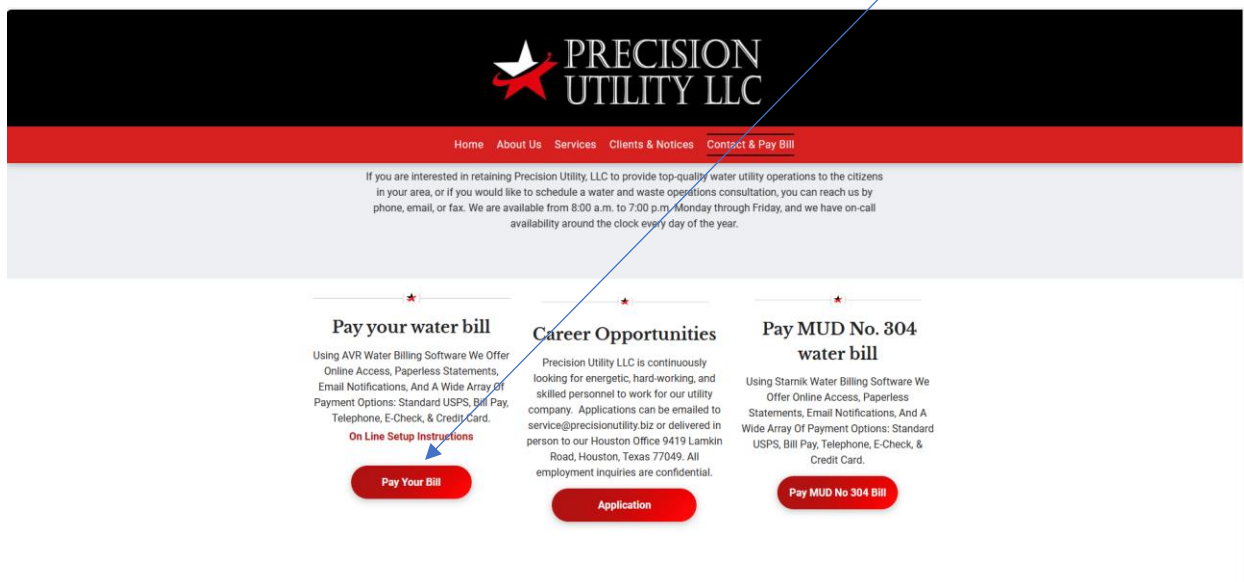 PRECISION
UTILITY LLC
Home About Us Services Clients & Notices Contact & Pay Bill
If you are interested in retaining Precision Utility, LLC to provide top-quality water utility operations to the citizens
in your area, or if you would like to schedule a water and waste operations consultation, you can reach us by
phone, email, or fax. We are available from 8:00 a.m. to 7:00 p.m. Monday through Friday, and we have on-call
availability around the clock every day of the year.
Pay your water bill
Using AVR Water Billing Software We Offer
Online Access, Paperless Statements,
Email Notifications, And A Wide Array Of
Payment Options: Standard USPS, Bill Pay,
Telephone, E-Check, & Credit Card.
On Line Setup Instructions
Pay Your Bill
Career Opportunities
Precision Utility LLC is continuously
looking for energetic, hard-working, and
skilled personnel to work for our utility
company. Applications can be emailed to
service@precisionutility.biz or delivered in
person to our Houston Office 9419 Lamkin
Road, Houston, Texas 77049. All
employment inquiries are confidential.
Application
Pay MUD No. 304
water bill
Using Starnik Water Billing Software We
Offer Online Access, Paperless
Statements, Email Notifications, And A
Wide Array Of Payment Options: Standard
USPS, Bill Pay, Telephone, E-Check, &
Credit Card.
Pay MUD No 304 Bill